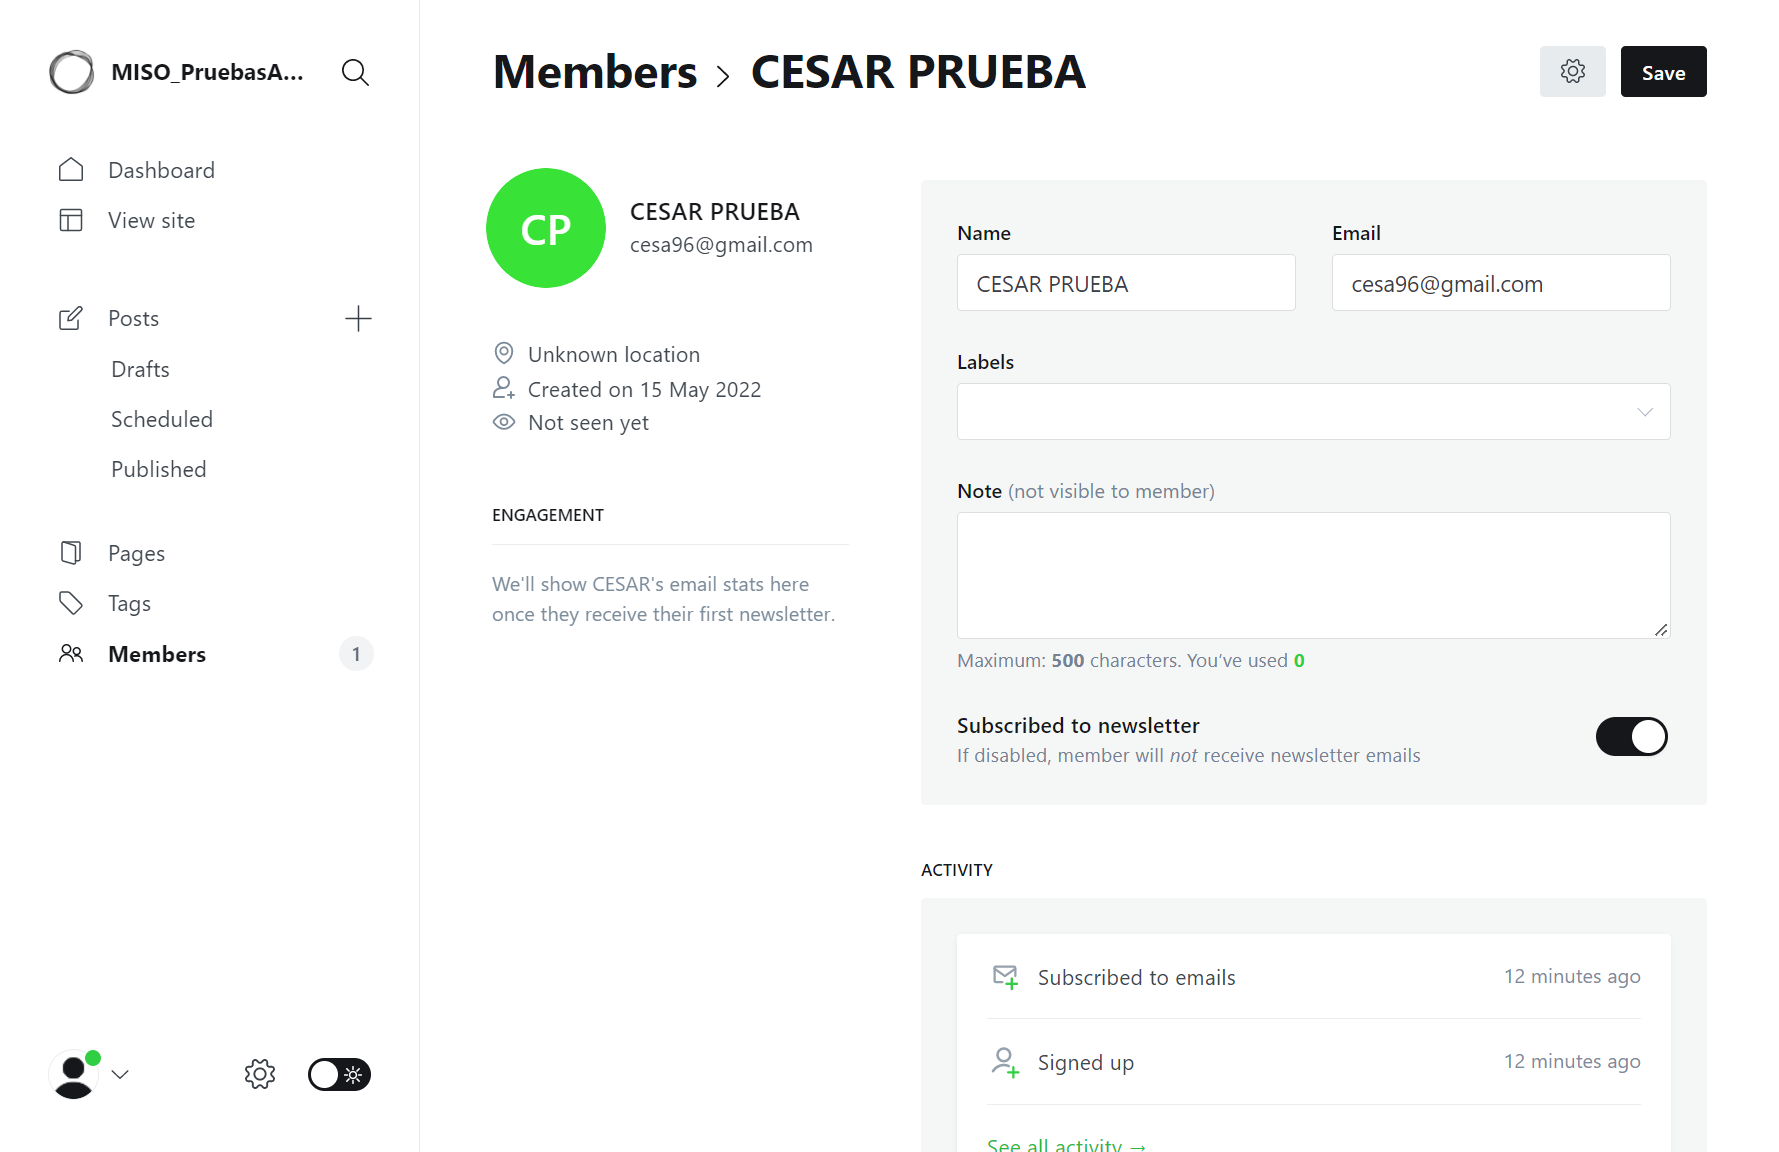 MISO_PruebasA...
Dashboard
View site
Posts
Drafts
Scheduled
Published
Pages
Tags
Members 1
Members > CESAR PRUEBA
Save
CP
CESAR PRUEBA
cesa96@gmail.com
Unknown location
Created on 15 May 2022
Not seen yet
ENGAGEMENT
We'll show CESAR's email stats here
once they receive their first newsletter.
Name
CESAR PRUEBA
Email
cesa96@gmail.com
Labels
Note (not visible to member)
Maximum: 500 characters. You’ve used 0
Subscribed to newsletter
If disabled, member will not receive newsletter emails
ACTIVITY
Subscribed to emails 12 minutes ago
Signed up 12 minutes ago
See all activity →